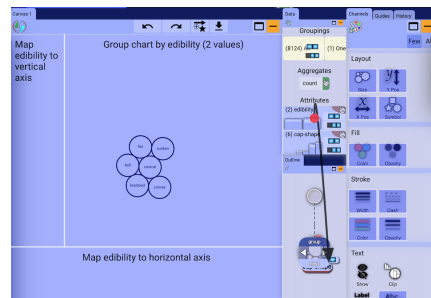 Canvas 1
Map
edibility to
vertical
axis
Group chart by edibility (2 values)
flat
sunken
bell
conical
knobbed
convex
Map edibility to horizontal axis
Data
Groupings
(8124)
(1) One
Aggregates
count
Attributes
(2) edibility
(6) cap-shape
Outline
group
Channels
Guides
History
Few
Layout
Size
Y Pos
X Pos
Symbol
Fill
Color
Opacity
Stroke
Width
Dash
Color
Opacity
Text
Show
Clip
Label
Abc